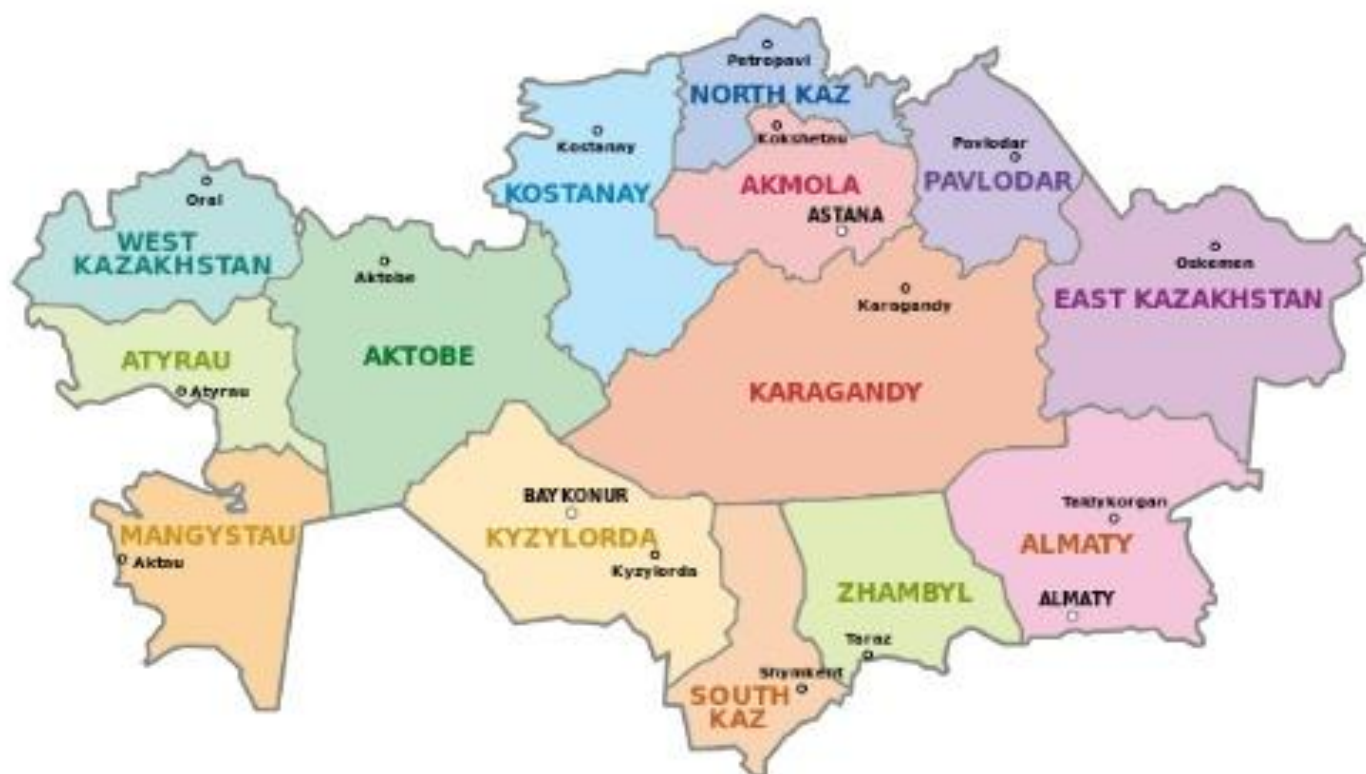 Petropavl
NORTH KAZ
Kokshetau
Kostanay
KOSTANAY
AKMOLA
ASTANA
Pavlodar
PAVLODAR
Oral
WEST
KAZAKHSTAN
Aktobe
AKTOBE
Karagandy
KARAGANDY
Oskemen
EAST KAZAKHSTAN
ATYRAU
Atyrau
MANGYSTAU
Aktau
BAYKONUR
KYZYLORDA
Kyzylorda
Taldykorgan
ALMATY
ALMATY
ZHAMBYL
Taraz
Shymkent
SOUTH
KAZ